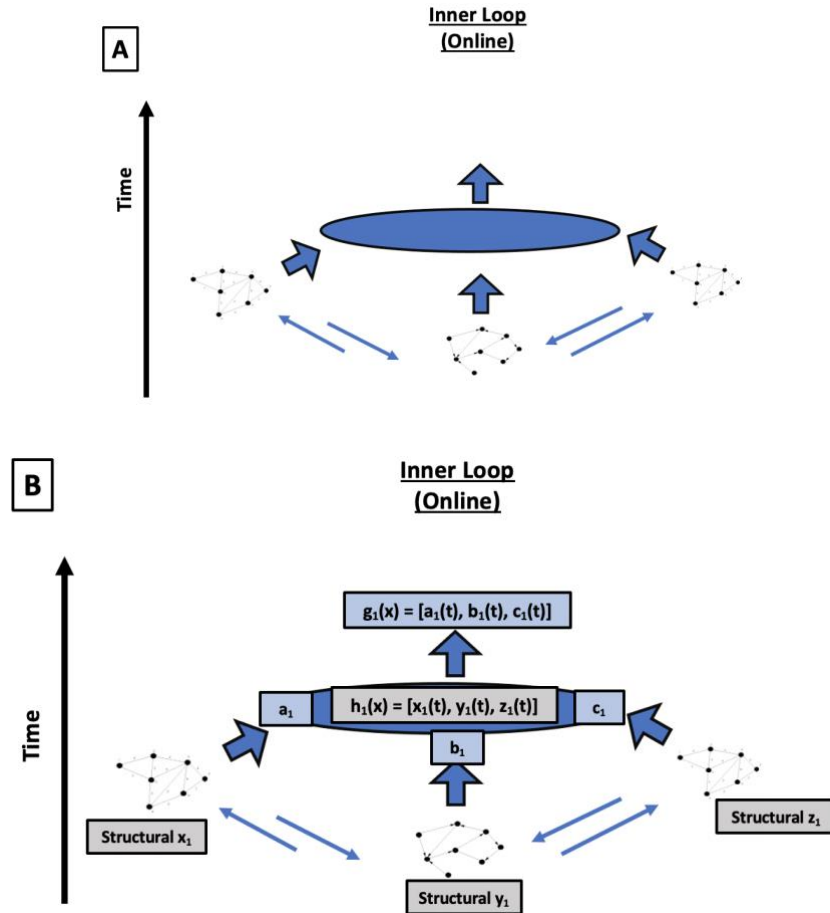 Inner Loop
(Online)
A
Time
B
Inner Loop
(Online)
Time
g₁(x) = [a₁(t), b₁(t), c₁(t)]
a₁
h₁(x) = [x₁(t), y₁(t), z₁(t)]
c₁
b₁
Structural x₁
Structural z₁
Structural y₁